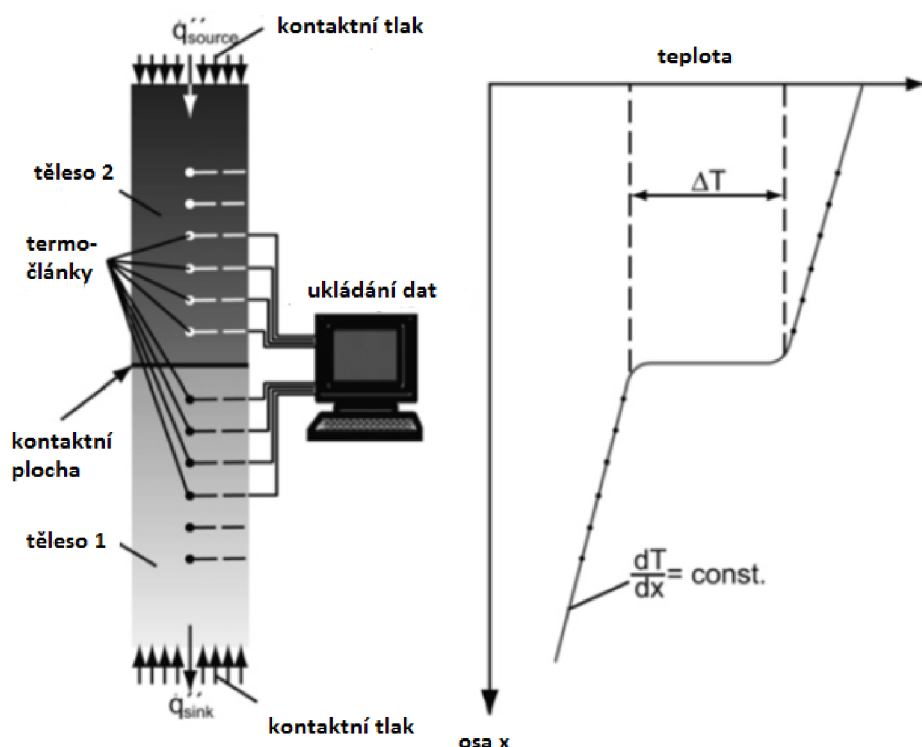 q̇''source
kontaktní tlak
těleso 2
termo-
články
ukládání dat
kontaktní
plocha
těleso 1
q̇''sink
kontaktní tlak
teplota
ΔT
dT/dx = const.
osa x